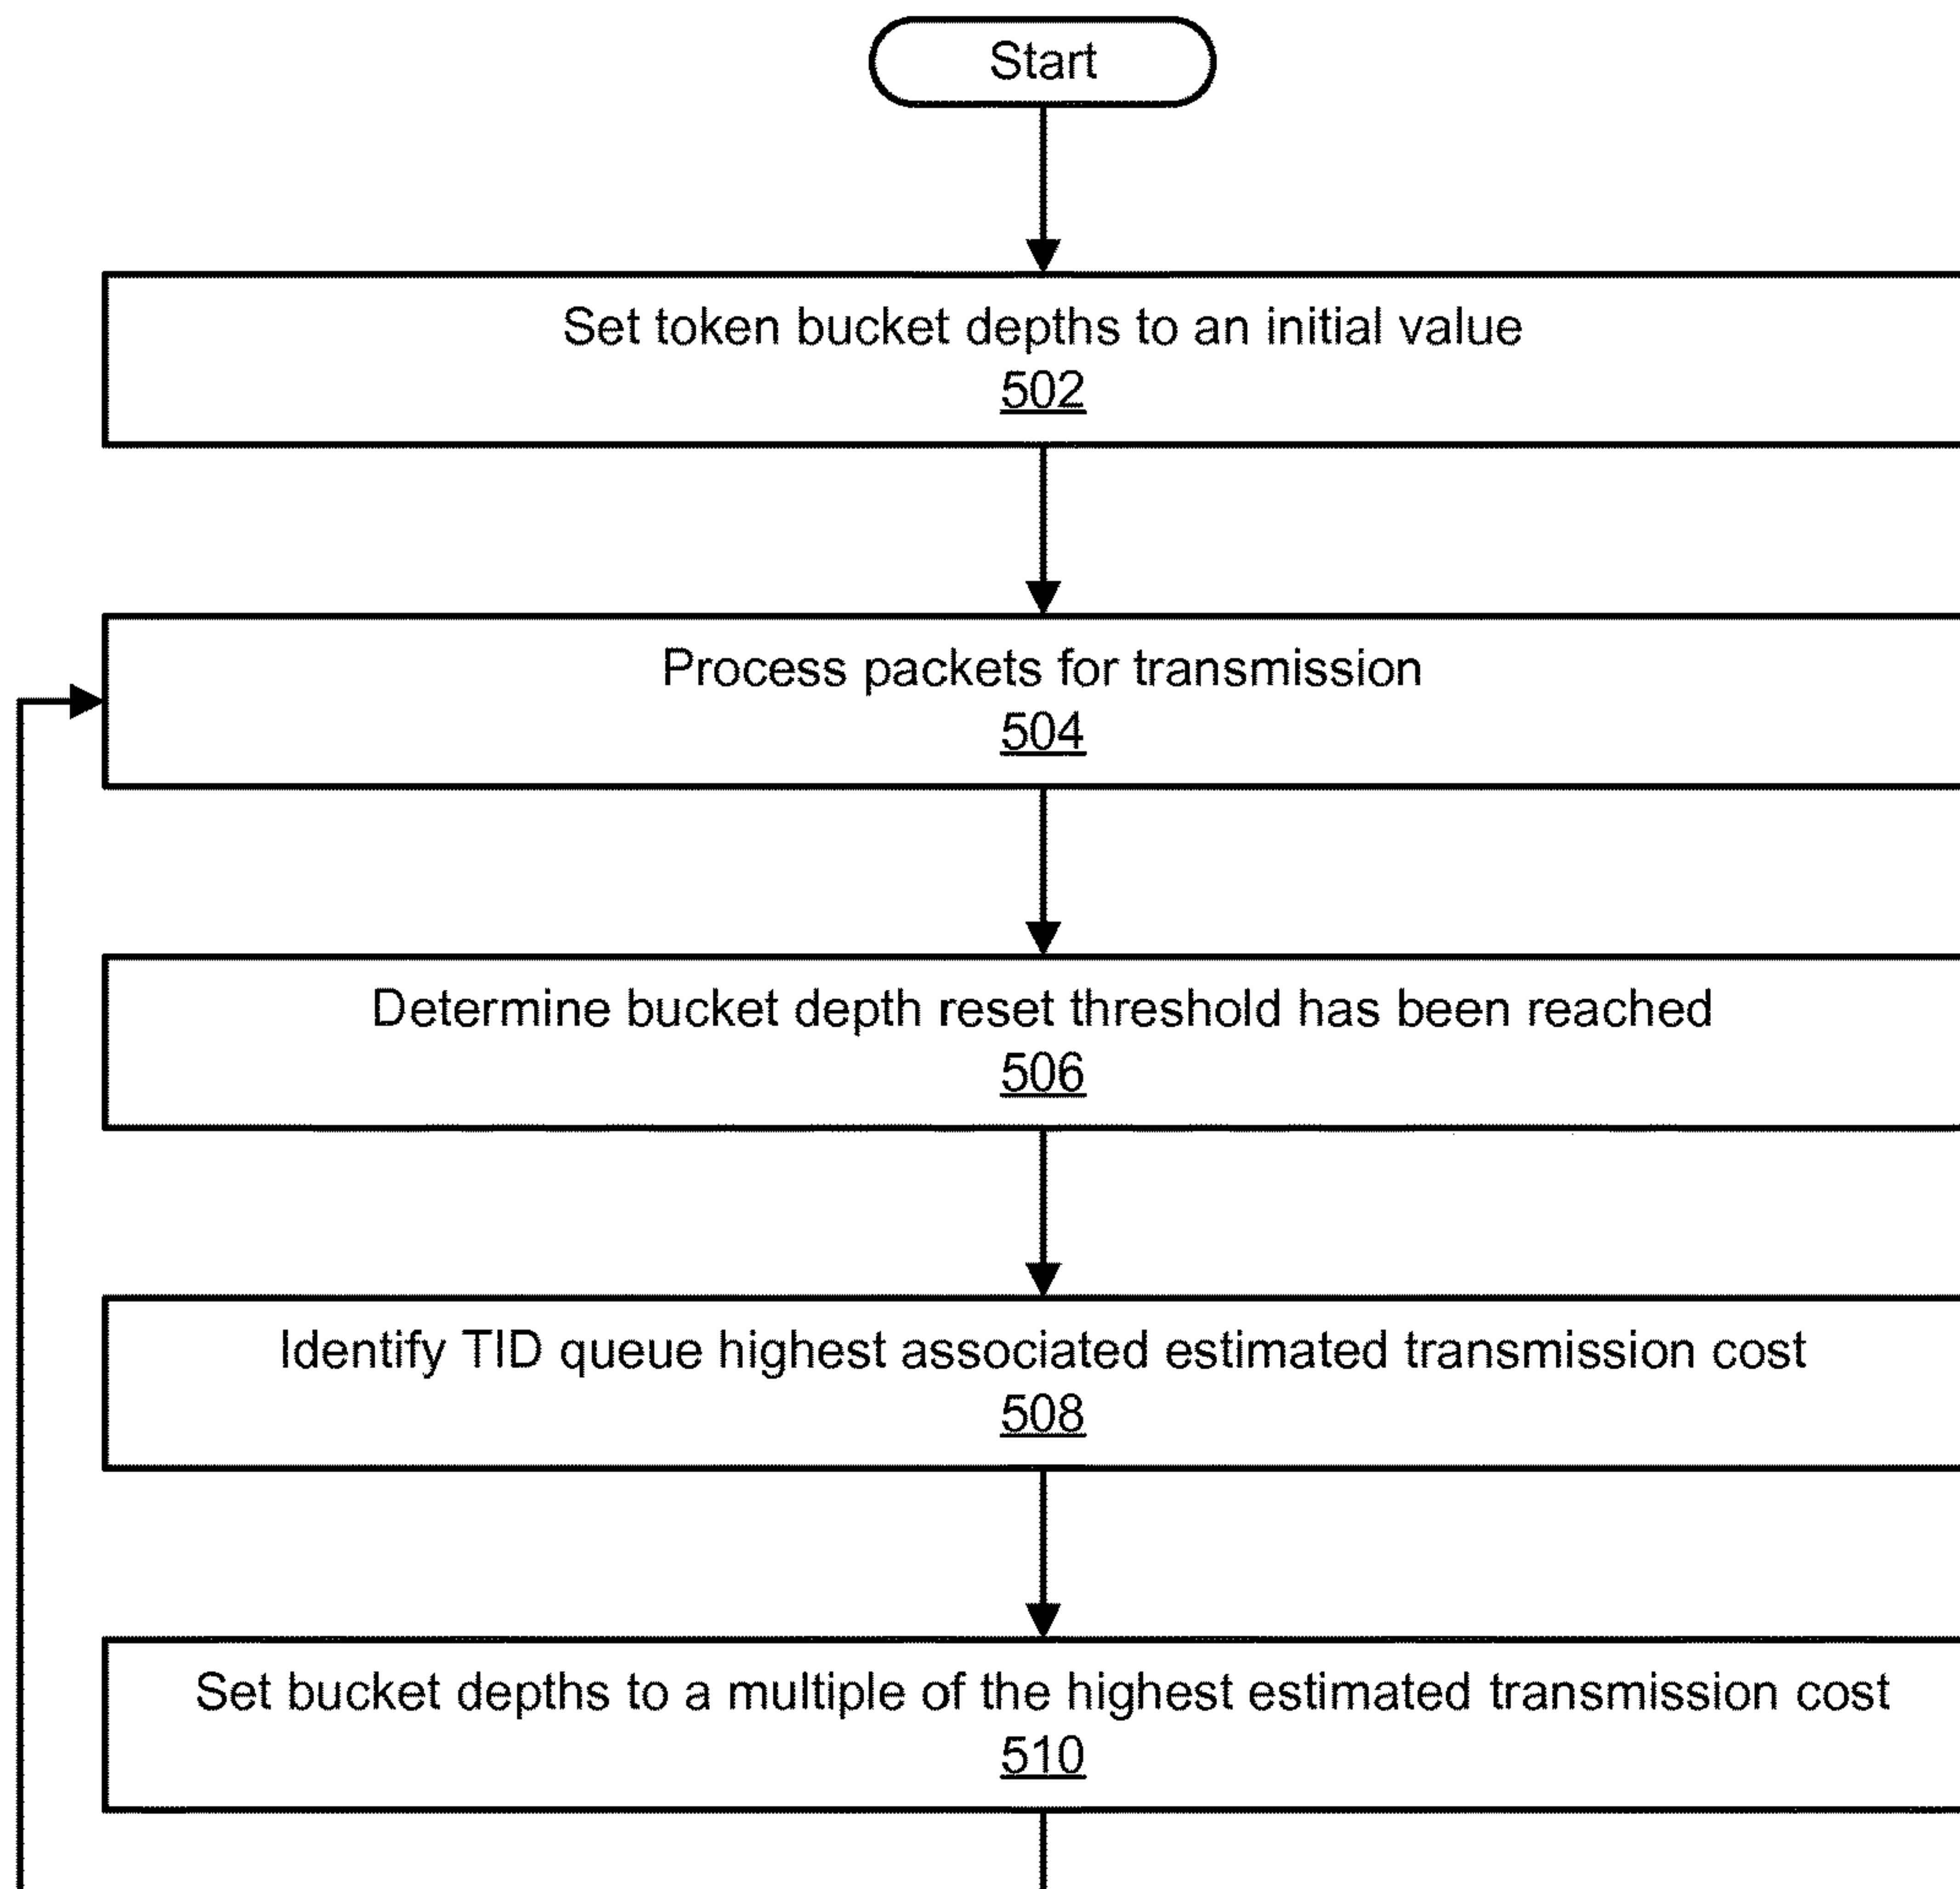 Start
Set token bucket depths to an initial value
502
Process packets for transmission
504
Determine bucket depth reset threshold has been reached
506
Identify TID queue highest associated estimated transmission cost
508
Set bucket depths to a multiple of the highest estimated transmission cost
510